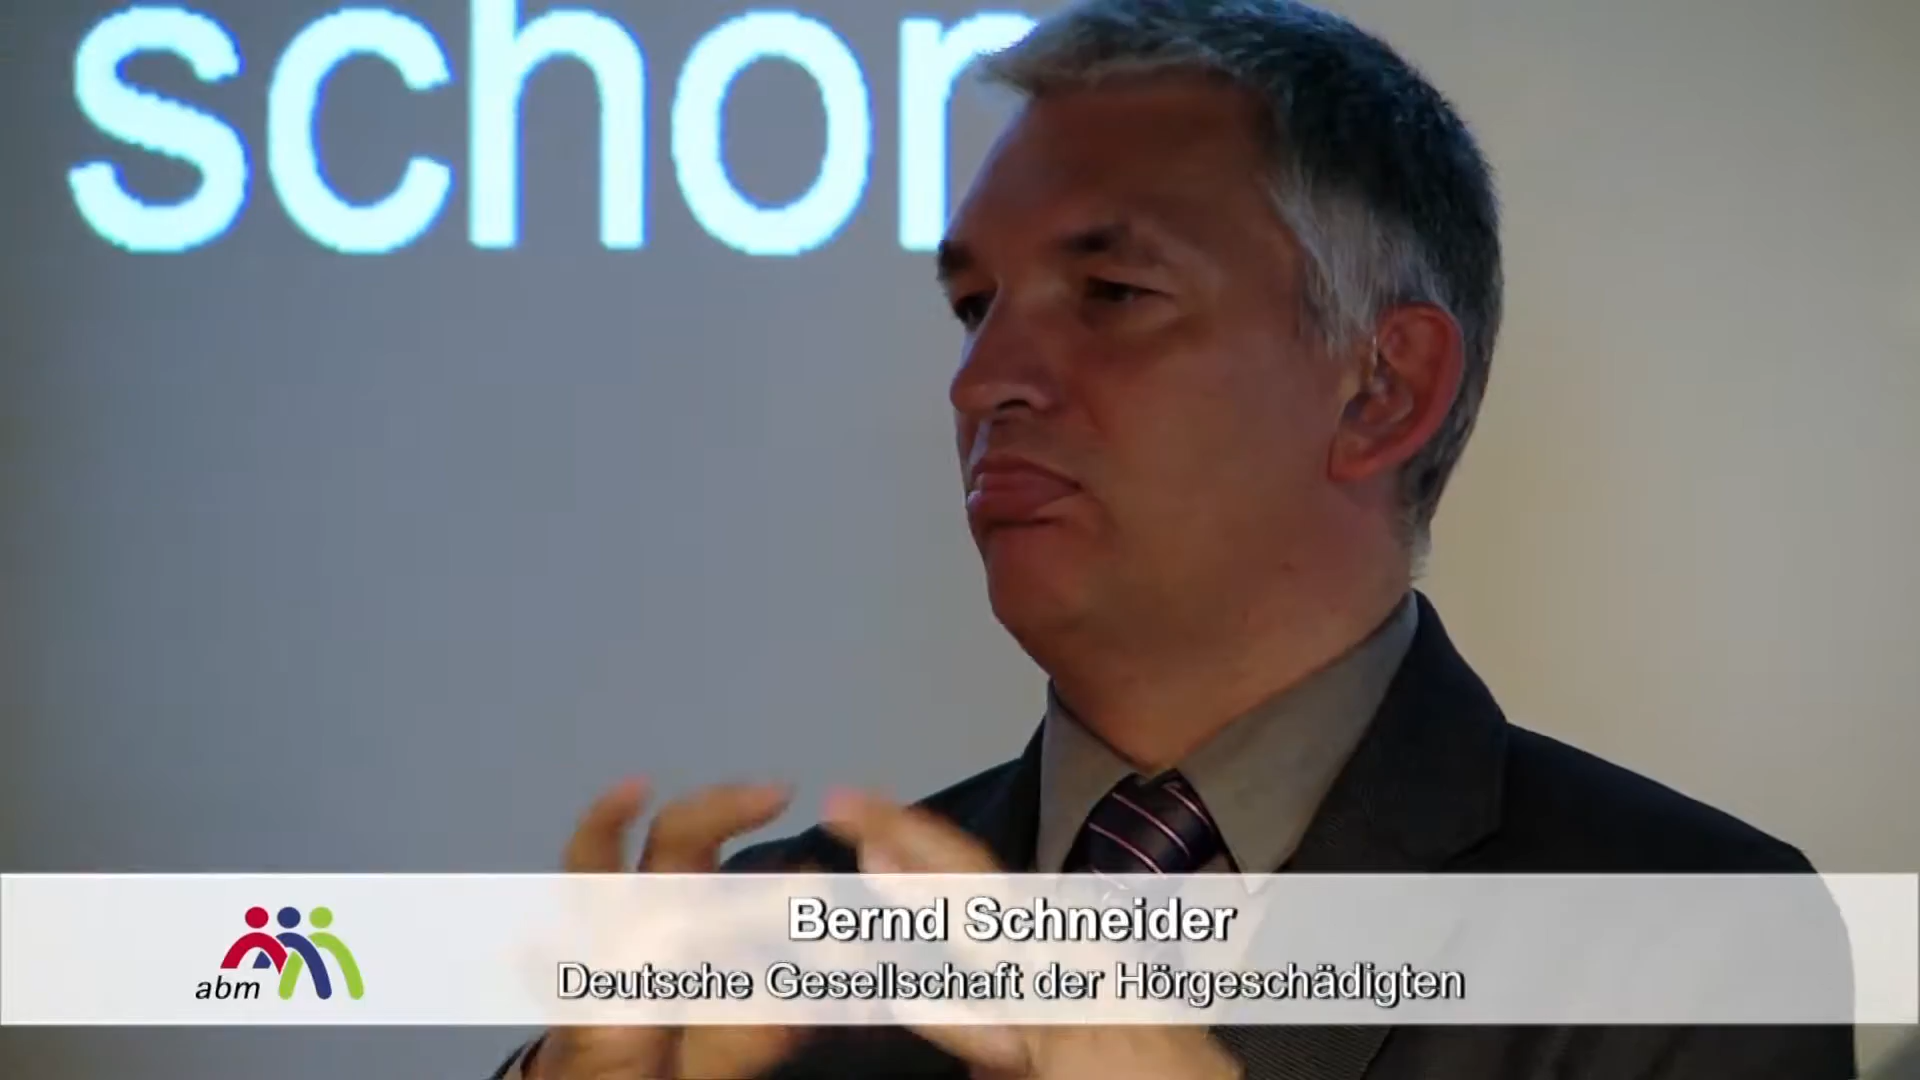 schon
abm
Bernd Schneider
Deutsche Gesellschaft der Hörgeschädigten